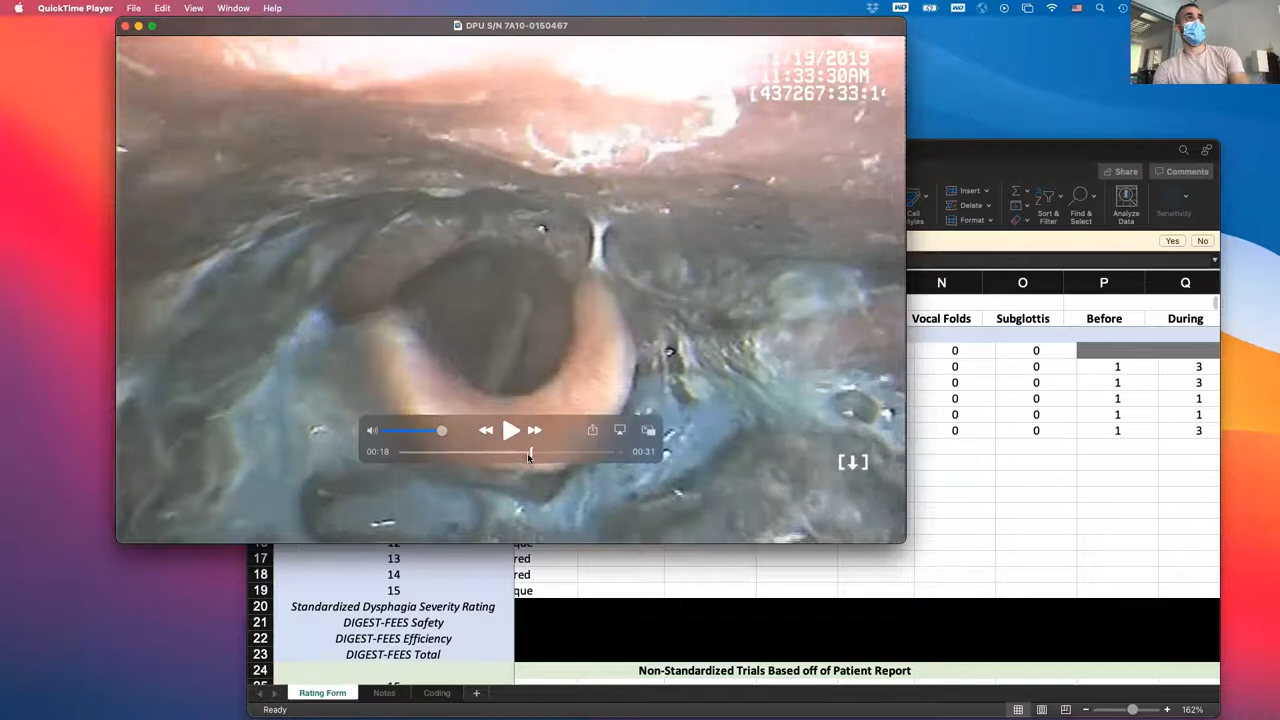 QuickTime Player File Edit View Window Help
DPU S/N 7A10-0150467
1/19/2019
11:33:30AM
[437267:33:1
00:18
00:31
[↓]
Share Comments
Insert
Delete
Format
Cell Styles
Sort & Filter
Find & Select
Analyze Data
Sensitivity
Yes No
N O P Q
Vocal Folds Subglottis Before During
0 0
0 0 1 3
0 0 1 1
0 0 1 3
0 0 1 1
0 0 1 3
17 13 red
18 14 red
19 15 que
20 Standardized Dysphagia Severity Rating
21 DIGEST-FEES Safety
22 DIGEST-FEES Efficiency
23 DIGEST-FEES Total
24 Non-Standardized Trials Based off of Patient Report
Rating Form Notes Coding +
Ready
162%